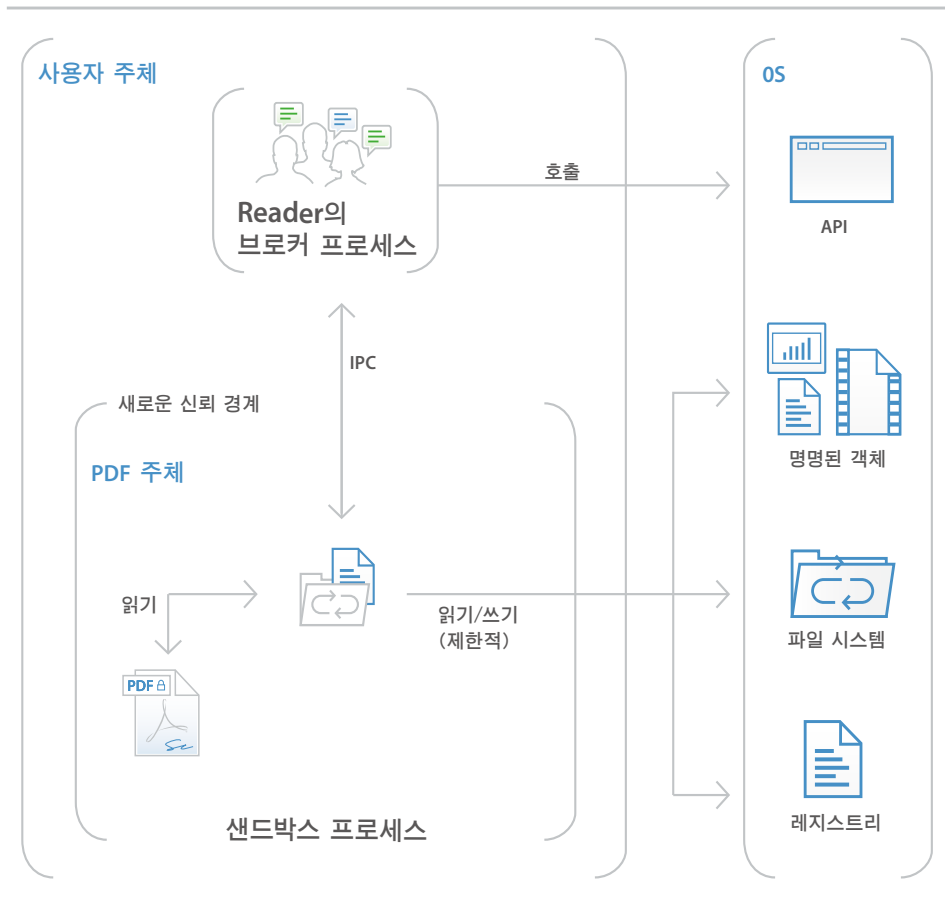 사용자 주체
OS
Reader의
브로커 프로세스
호출
API
IPC
새로운 신뢰 경계
명명된 객체
PDF 주체
읽기
읽기/쓰기
(제한적)
파일 시스템
PDF
샌드박스 프로세스
레지스트리